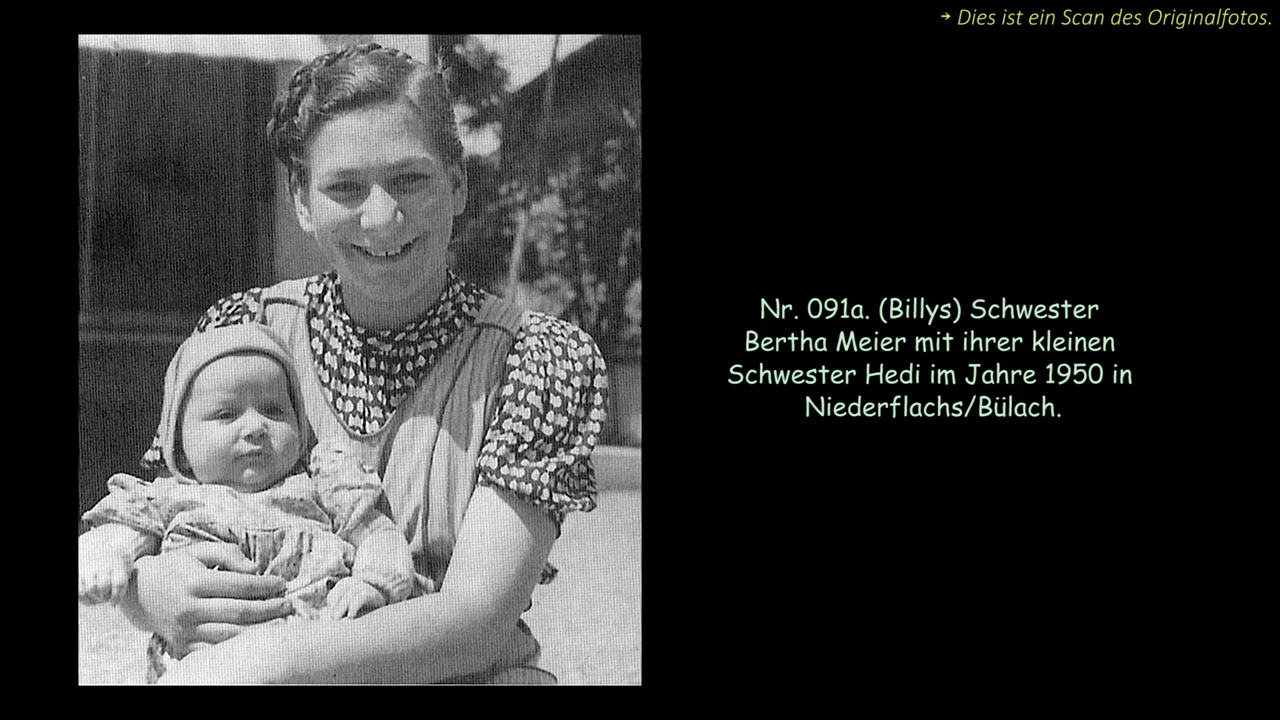 → Dies ist ein Scan des Originalfotos.
Nr. 091a. (Billys) Schwester
Bertha Meier mit ihrer kleinen
Schwester Hedi im Jahre 1950 in
Niederflachs/Bülach.